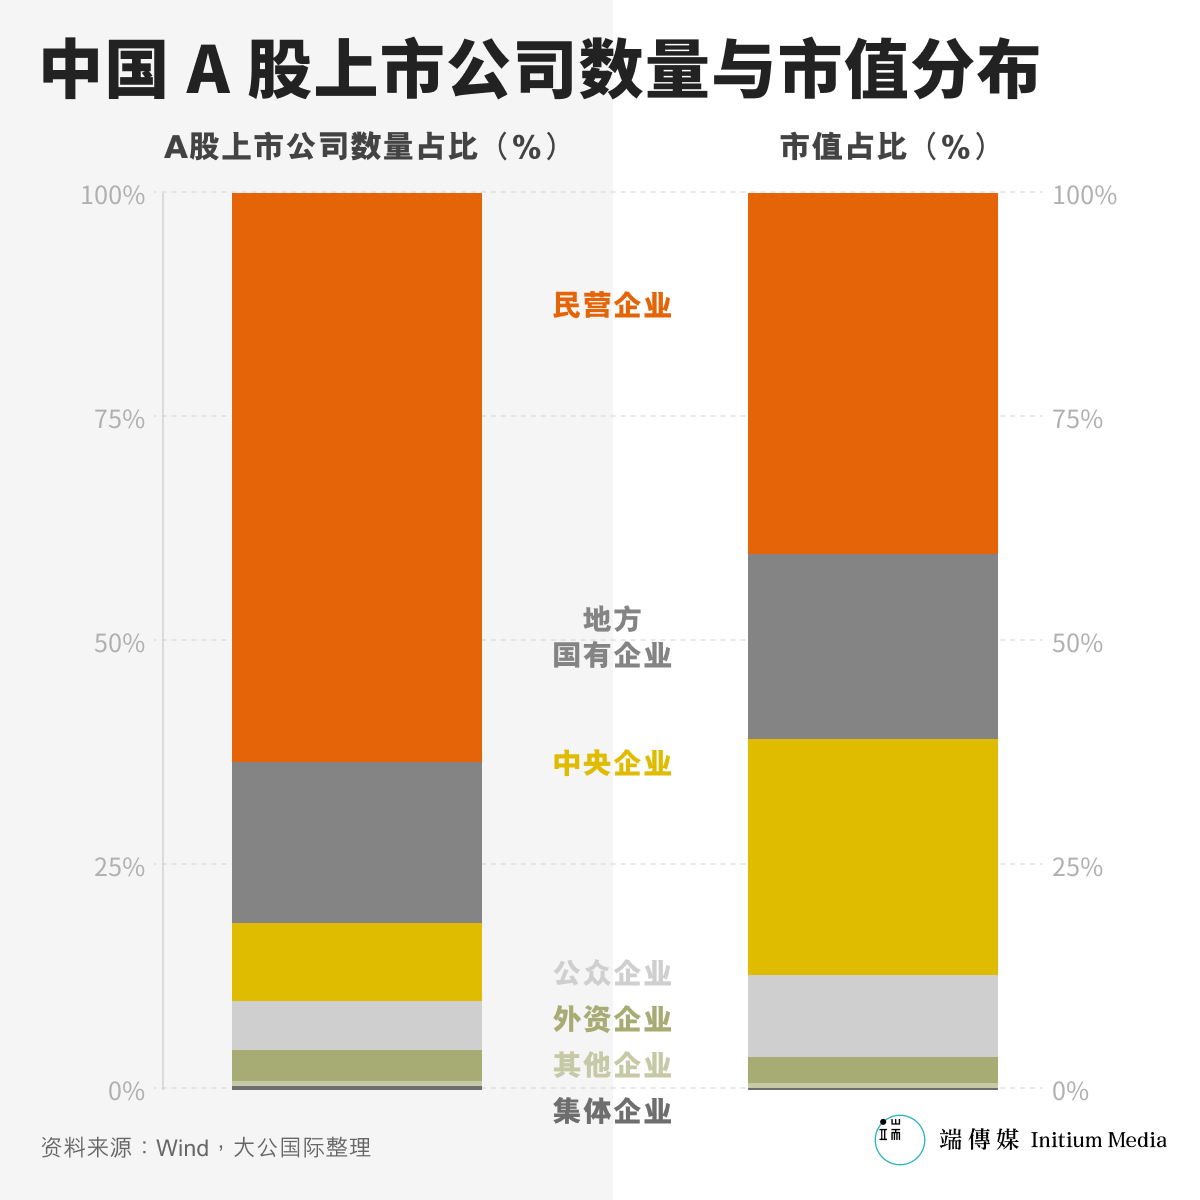 中国 A 股上市公司数量与市值分布
A股上市公司数量占比（%）
市值占比（%）
100%
100%
民营企业
75%
75%
地方
国有企业
50%
50%
中央企业
25%
25%
公众企业
外资企业
其他企业
0%
0%
集体企业
资料来源：Wind，大公国际整理
端傳媒 Initium Media